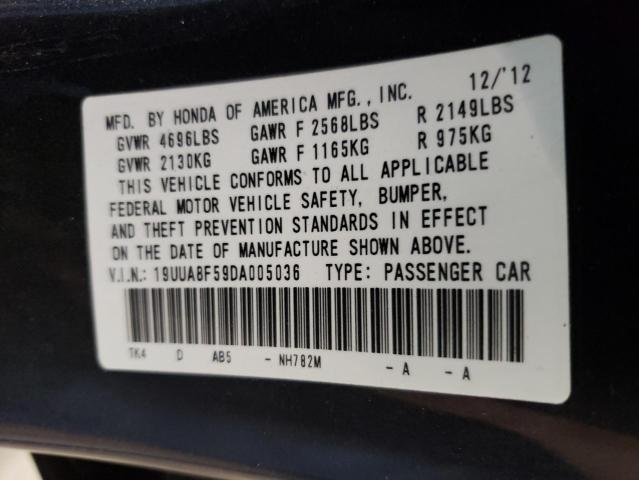 MFD. BY HONDA OF AMERICA MFG., INC. 12/'12
GVWR 4696LBS GAWR F 2568LBS R 2149LBS
GVWR 2130KG GAWR F 1165KG R 975KG
THIS VEHICLE CONFORMS TO ALL APPLICABLE
FEDERAL MOTOR VEHICLE SAFETY, BUMPER,
AND THEFT PREVENTION STANDARDS IN EFFECT
ON THE DATE OF MANUFACTURE SHOWN ABOVE.
V.I.N.: 19UUA8F59DA005036 TYPE: PASSENGER CAR
TK4 D AB5 - NH782M - A - A